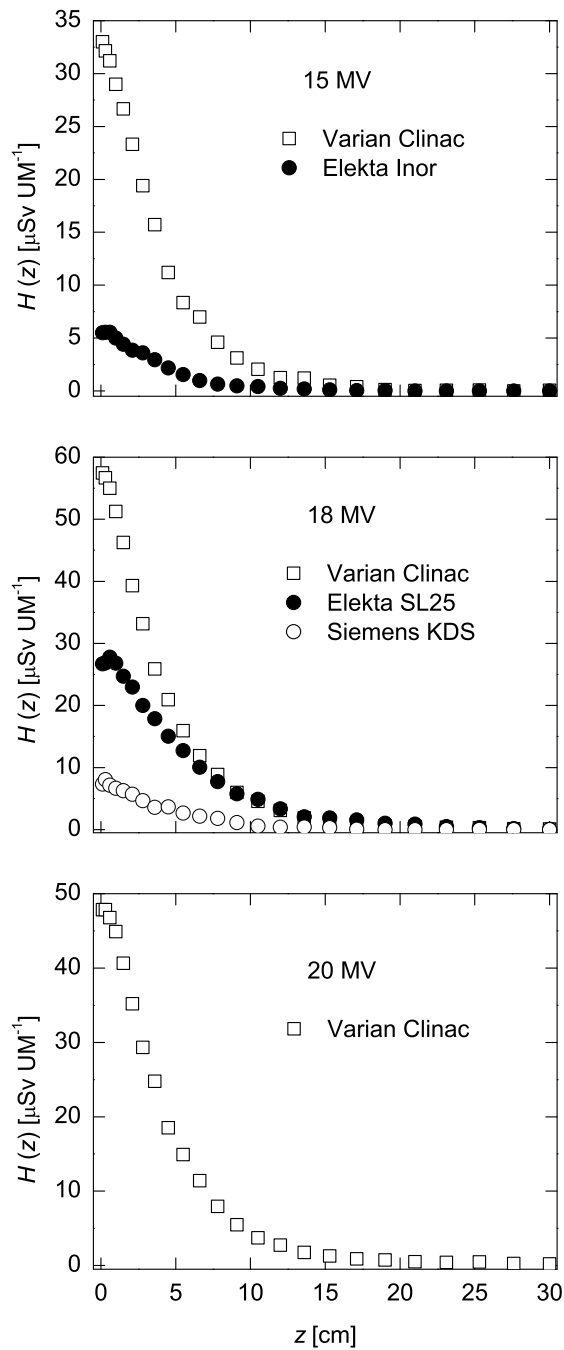 35
30
25
20
15
10
5
0
H (z) [μSv UM⁻¹]
15 MV
Varian Clinac
Elekta Inor
60
50
40
30
20
10
0
H (z) [μSv UM⁻¹]
18 MV
Varian Clinac
Elekta SL25
Siemens KDS
50
40
30
20
10
0
H (z) [μSv UM⁻¹]
20 MV
Varian Clinac
0 5 10 15 20 25 30
z [cm]